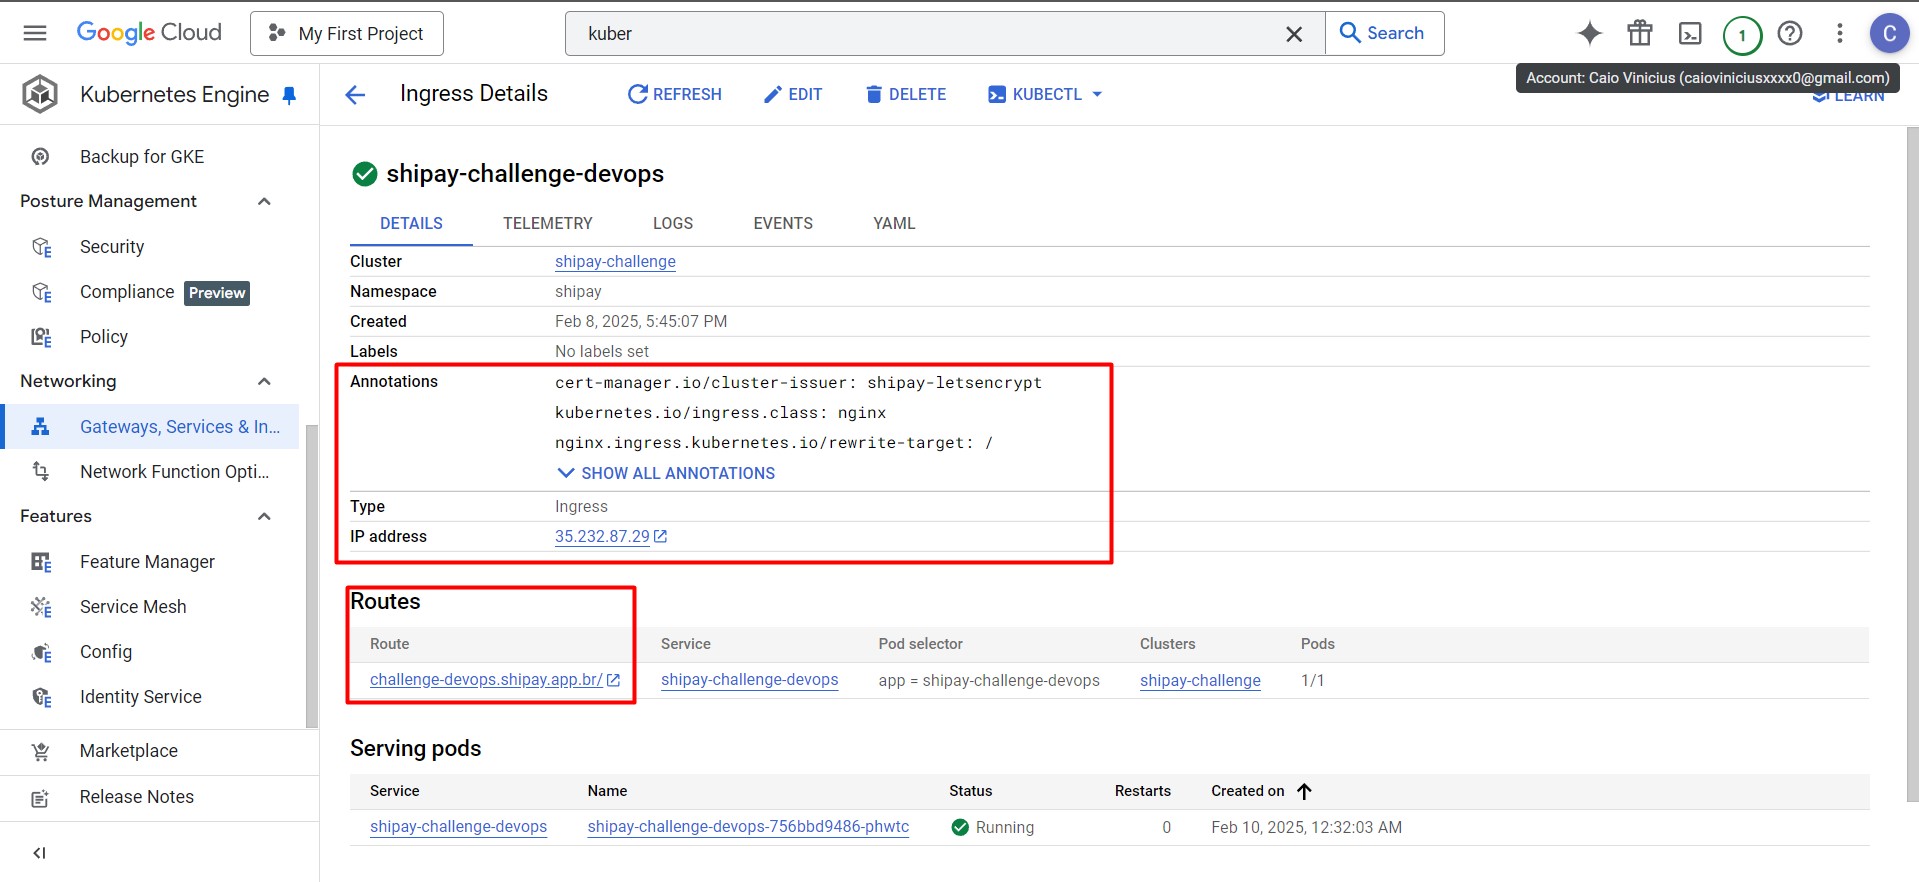 Google Cloud
My First Project
kuber
Search
1
C
Account: Caio Vinicius (caioviniciusxxxx0@gmail.com)
Kubernetes Engine
Ingress Details
REFRESH
EDIT
DELETE
KUBECTL
LEARN
Backup for GKE
Posture Management
Security
Compliance Preview
Policy
Networking
Gateways, Services & In...
Network Function Opti...
Features
Feature Manager
Service Mesh
Config
Identity Service
Marketplace
Release Notes
shipay-challenge-devops
DETAILS TELEMETRY LOGS EVENTS YAML
Cluster shipay-challenge
Namespace shipay
Created Feb 8, 2025, 5:45:07 PM
Labels No labels set
Annotations cert-manager.io/cluster-issuer: shipay-letsencrypt
kubernetes.io/ingress.class: nginx
nginx.ingress.kubernetes.io/rewrite-target: /
SHOW ALL ANNOTATIONS
Type Ingress
IP address 35.232.87.29
Routes
Route Service Pod selector Clusters Pods
challenge-devops.shipay.app.br/ shipay-challenge-devops app = shipay-challenge-devops shipay-challenge 1/1
Serving pods
Service Name Status Restarts Created on
shipay-challenge-devops shipay-challenge-devops-756bbd9486-phwtc Running 0 Feb 10, 2025, 12:32:03 AM